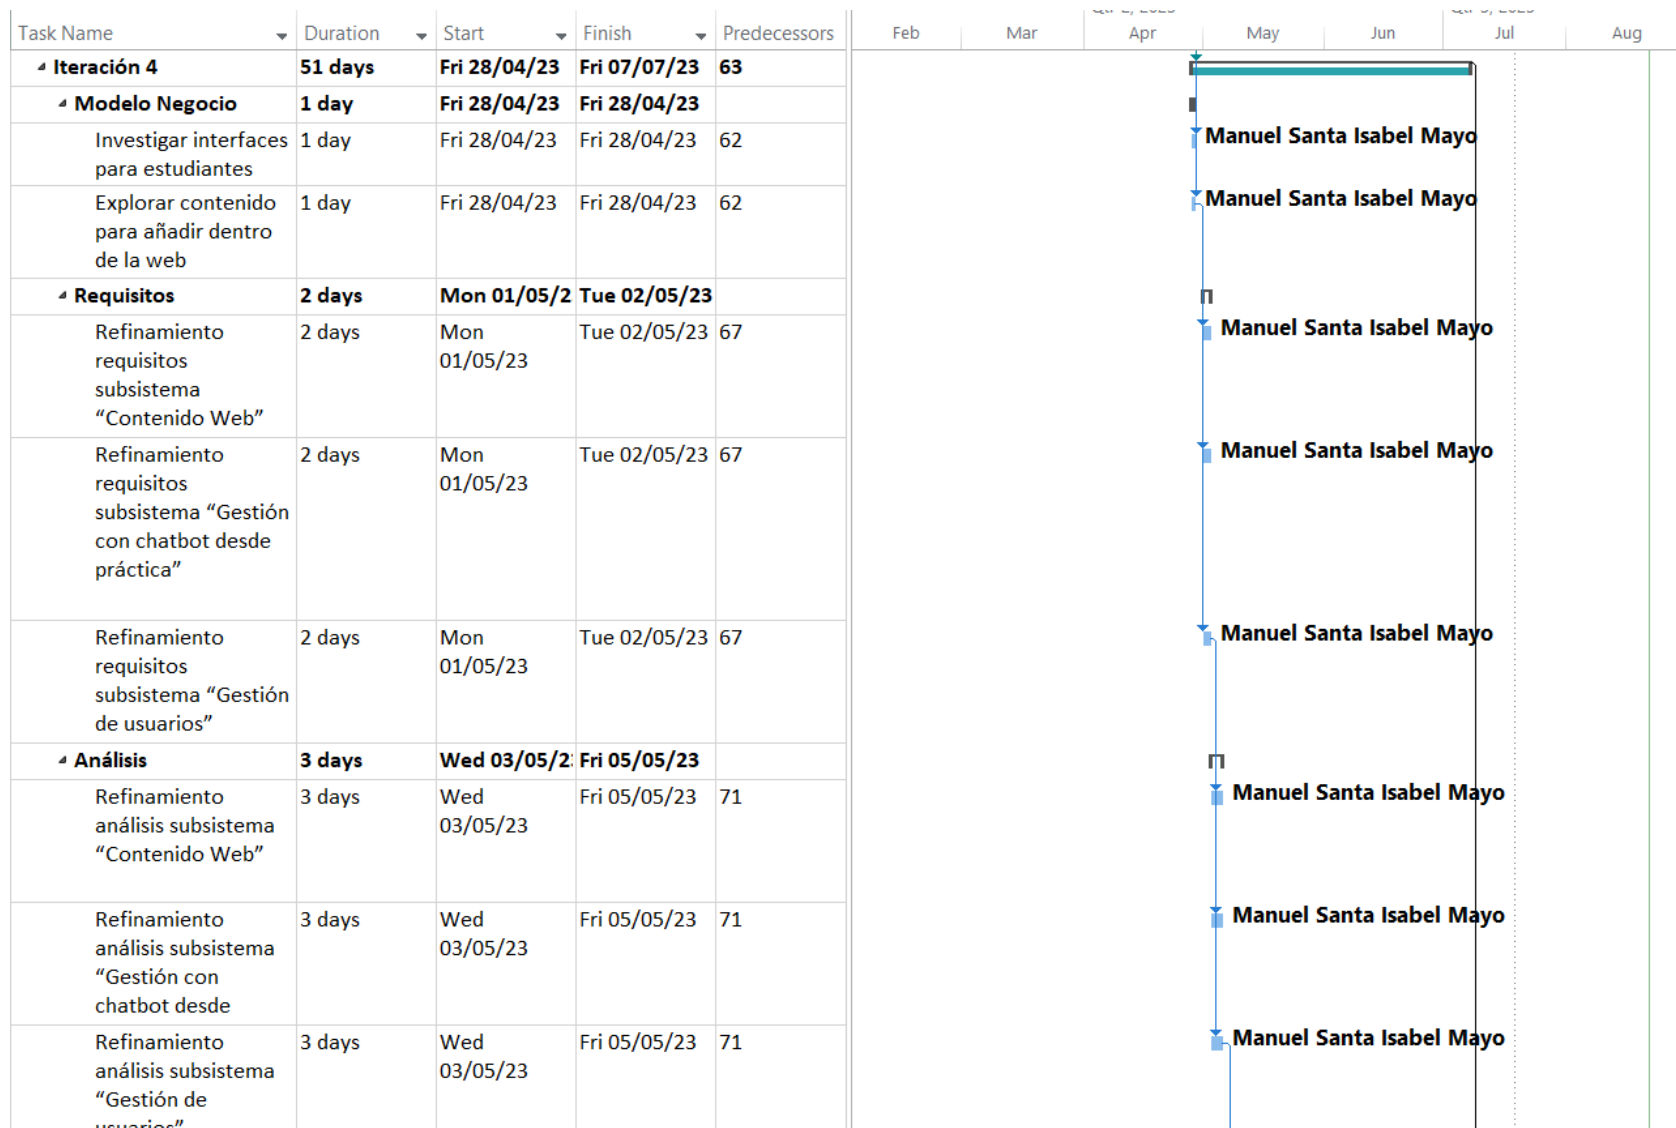 Task Name Duration Start Finish Predecessors Feb Mar Apr May Jun Jul Aug
Iteración 4 51 days Fri 28/04/23 Fri 07/07/23 63
Modelo Negocio 1 day Fri 28/04/23 Fri 28/04/23
Investigar interfaces 1 day Fri 28/04/23 Fri 28/04/23 62 Manuel Santa Isabel Mayo
para estudiantes
Explorar contenido 1 day Fri 28/04/23 Fri 28/04/23 62 Manuel Santa Isabel Mayo
para añadir dentro
de la web
Requisitos 2 days Mon 01/05/2 Tue 02/05/23
Refinamiento 2 days Mon Tue 02/05/23 67 Manuel Santa Isabel Mayo
requisitos 01/05/23
subsistema
“Contenido Web”
Refinamiento 2 days Mon Tue 02/05/23 67 Manuel Santa Isabel Mayo
requisitos 01/05/23
subsistema “Gestión
con chatbot desde
práctica”
Refinamiento 2 days Mon Tue 02/05/23 67 Manuel Santa Isabel Mayo
requisitos 01/05/23
subsistema “Gestión
de usuarios”
Análisis 3 days Wed 03/05/2 Fri 05/05/23
Refinamiento 3 days Wed Fri 05/05/23 71 Manuel Santa Isabel Mayo
análisis subsistema 03/05/23
“Contenido Web”
Refinamiento 3 days Wed Fri 05/05/23 71 Manuel Santa Isabel Mayo
análisis subsistema 03/05/23
“Gestión con
chatbot desde
Refinamiento 3 days Wed Fri 05/05/23 71 Manuel Santa Isabel Mayo
análisis subsistema 03/05/23
“Gestión de
usuarios”